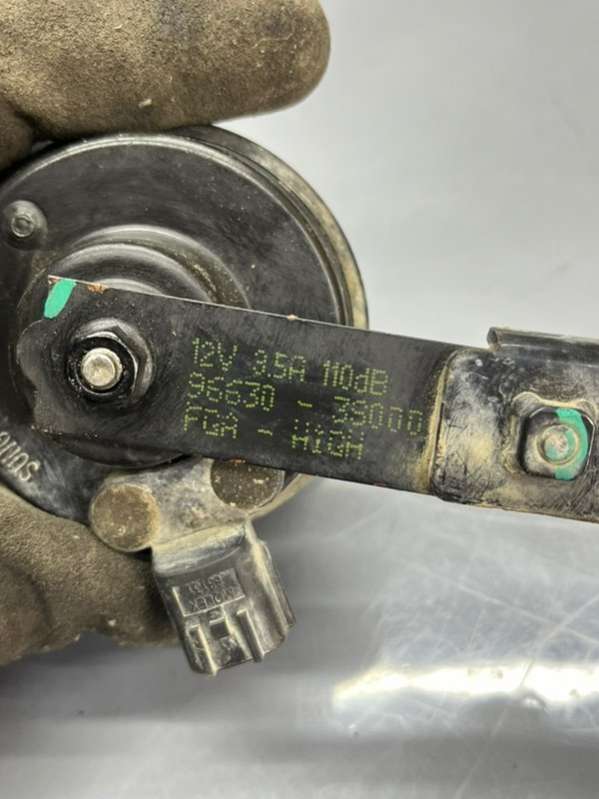 12V 3.5A 110dB
96630 - 3S000
FGA - HIGH